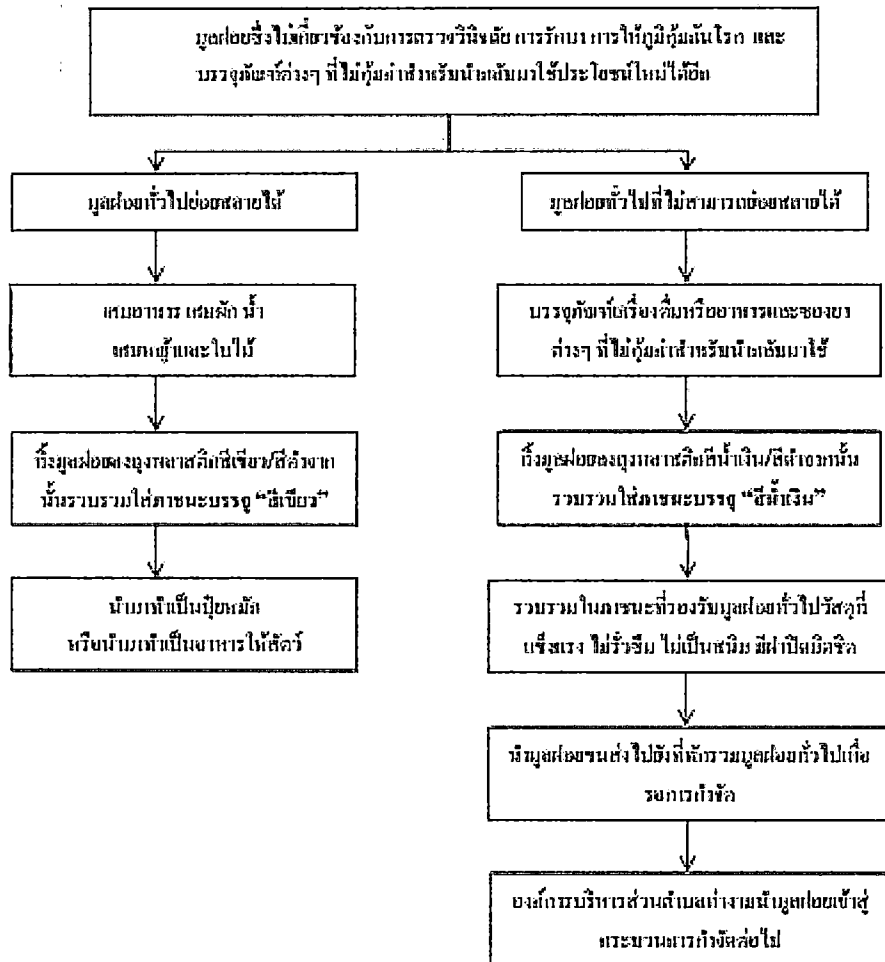 มูลฝอยซึ่งไม่เกี่ยวข้องกับการตรวจวินิจฉัย การรักษา การให้ภูมิคุ้มกันโรค และ
บรรจุภัณฑ์ต่างๆ ที่ไม่คุ้มค่าสำหรับนำกลับมาใช้ประโยชน์ใหม่ได้อีก
มูลฝอยทั่วไปย่อยสลายได้
เศษอาหาร เศษผัก น้ำ
เศษหญ้าและใบไม้
ทิ้งมูลฝอยลงถุงพลาสติกสีเขียว/สีดำจาก
นั้นรวบรวมใส่ภาชนะบรรจุ “สีเขียว”
นำมาทำเป็นปุ๋ยหมัก
หรือนำมาทำเป็นอาหารให้สัตว์
มูลฝอยทั่วไปที่ไม่สามารถย่อยสลายได้
บรรจุภัณฑ์เครื่องดื่มหรืออาหารและซองยา
ต่างๆ ที่ไม่คุ้มค่าสำหรับนำกลับมาใช้
ทิ้งมูลฝอยลงถุงพลาสติกสีน้ำเงิน/สีดำจากนั้น
รวบรวมใส่ภาชนะบรรจุ “สีน้ำเงิน”
รวบรวมในภาชนะที่รองรับมูลฝอยทั่วไปวัสดุที่
แข็งแรง ไม่รั่วซึม ไม่เป็นสนิม มีฝาปิดมิดชิด
นำมูลฝอยขนส่งไปยังที่พักรวมมูลฝอยทั่วไปเพื่อ
รอการกำจัด
องค์การบริหารส่วนตำบลท่างามนำมูลฝอยเข้าสู่
กระบวนการกำจัดต่อไป